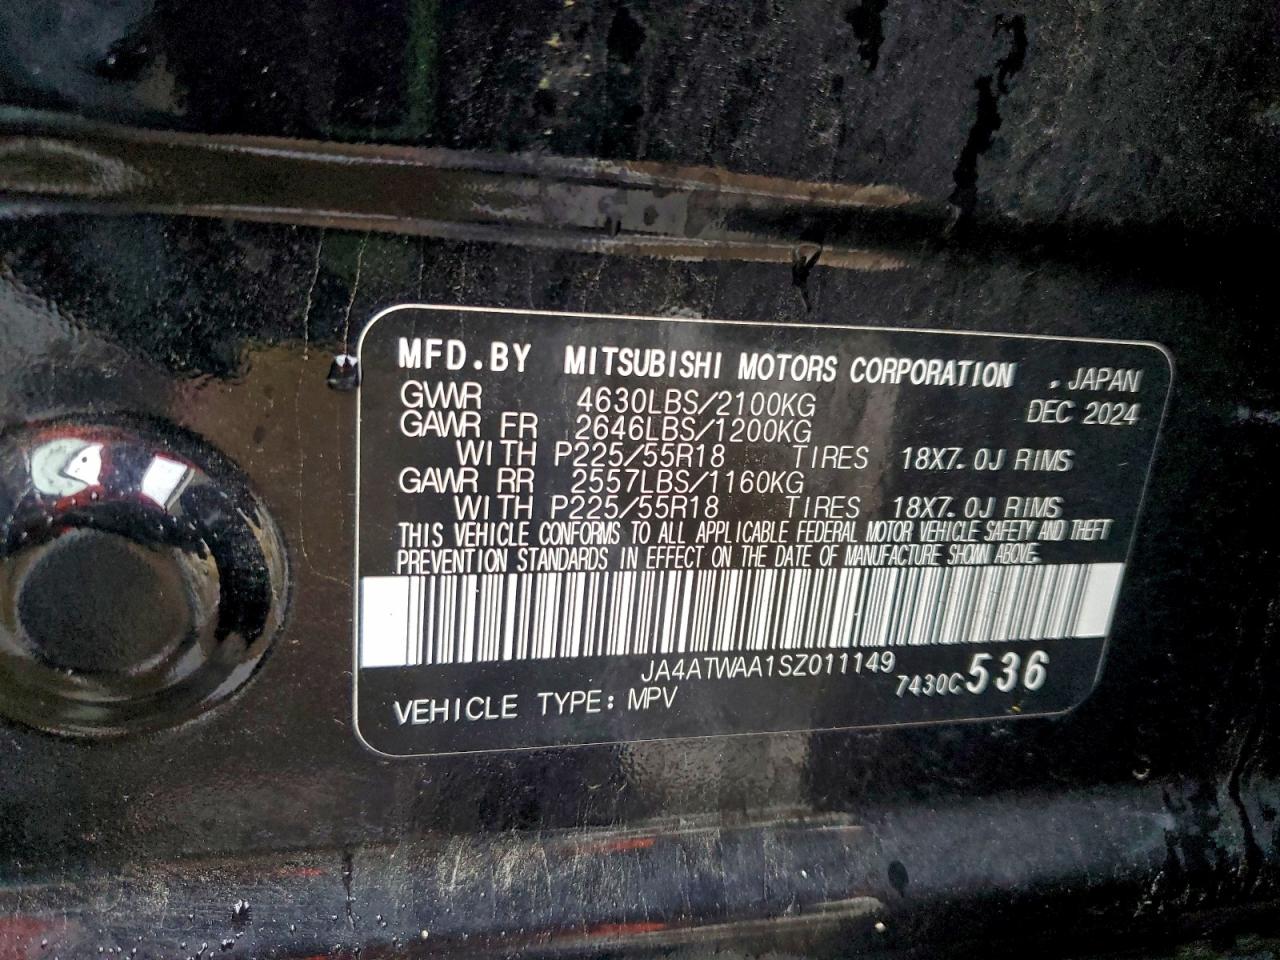 MFD.BY MITSUBISHI MOTORS CORPORATION , JAPAN
GVWR 4630LBS/2100KG DEC 2024
GAWR FR 2646LBS/1200KG
WITH P225/55R18 TIRES 18X7.0J RIMS
GAWR RR 2557LBS/1160KG
WITH P225/55R18 TIRES 18X7.0J RIMS
THIS VEHICLE CONFORMS TO ALL APPLICABLE FEDERAL MOTOR VEHICLE SAFETY AND THEFT
PREVENTION STANDARDS IN EFFECT ON THE DATE OF MANUFACTURE SHOWN ABOVE.
JA4ATWAA1SZ011149
VEHICLE TYPE: MPV 7430C536